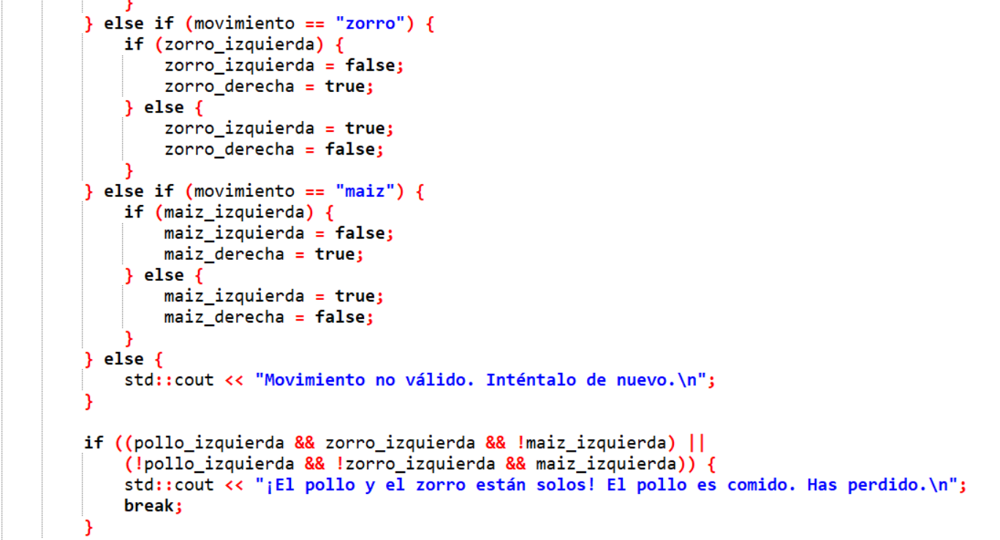 }
} else if (movimiento == "zorro") {
if (zorro_izquierda) {
zorro_izquierda = false;
zorro_derecha = true;
} else {
zorro_izquierda = true;
zorro_derecha = false;
}
} else if (movimiento == "maiz") {
if (maiz_izquierda) {
maiz_izquierda = false;
maiz_derecha = true;
} else {
maiz_izquierda = true;
maiz_derecha = false;
}
} else {
std::cout << "Movimiento no válido. Inténtalo de nuevo.\n";
}
if ((pollo_izquierda && zorro_izquierda && !maiz_izquierda) ||
(!pollo_izquierda && !zorro_izquierda && maiz_izquierda)) {
std::cout << "¡El pollo y el zorro están solos! El pollo es comido. Has perdido.\n";
break;
}